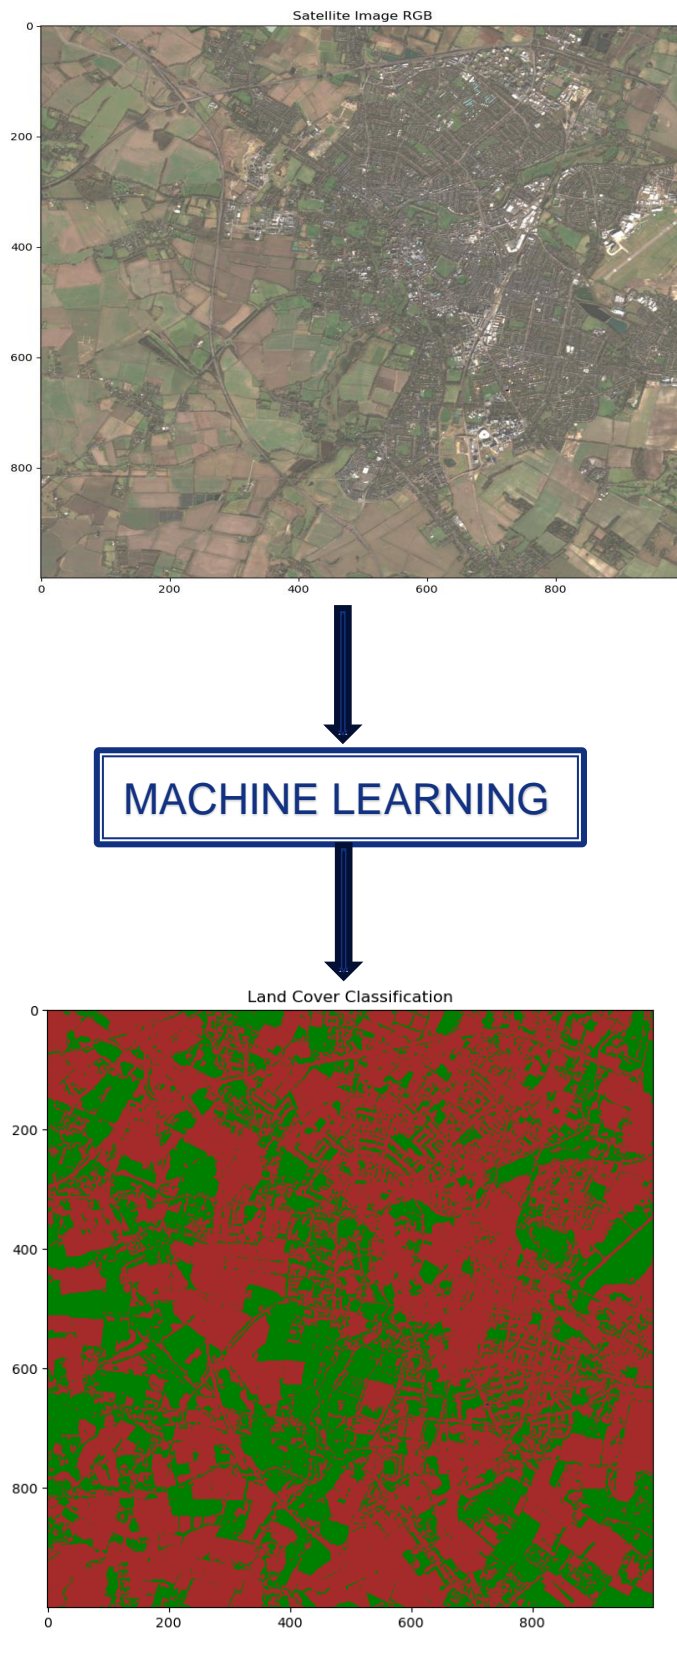 Satellite Image RGB
0
200
400
600
800
0 200 400 600 800
MACHINE LEARNING
Land Cover Classification
0
200
400
600
800
0 200 400 600 800